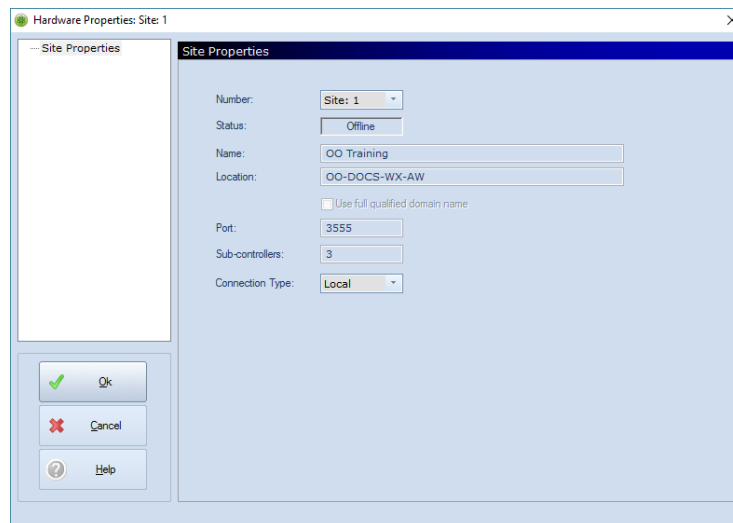 Hardware Properties: Site: 1
Site Properties
Site Properties
Number:
Site: 1
Status:
Offline
Name:
OO Training
Location:
OO-DOCS-WX-AW
Use full qualified domain name
Port:
3555
Sub-controllers:
3
Connection Type:
Local
Ok
Cancel
Help